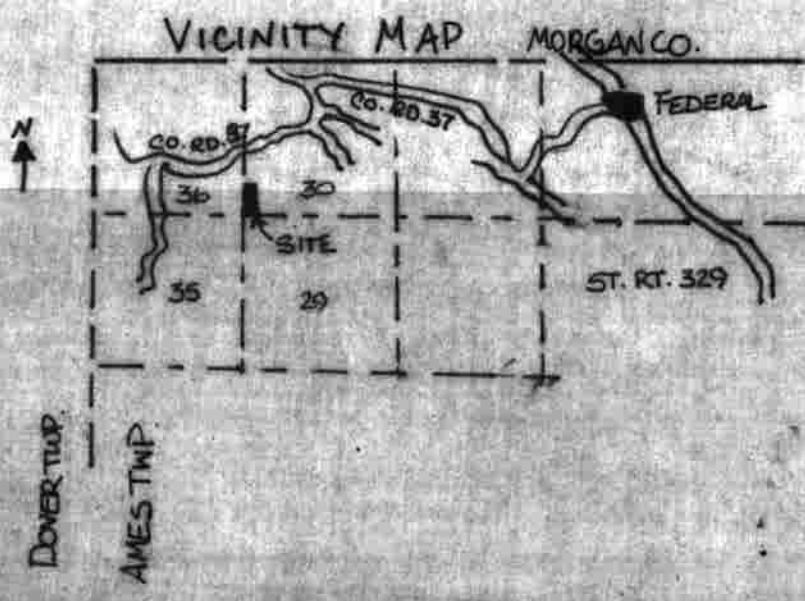 VICINITY MAP
MORGAN CO.
FEDERAL
N
CO. RD. 37
CO. RD. 37
36
30
SITE
35
29
ST. RT. 329
DOVER TWP.
AMES TWP.